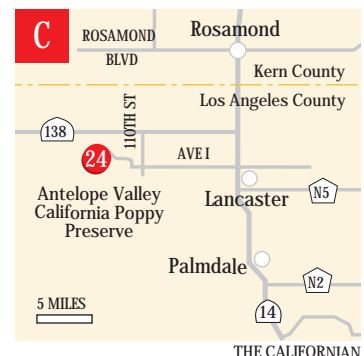 C
ROSAMOND
BLVD
Rosamond
Kern County
Los Angeles County
138
110TH ST
24
AVE I
Antelope Valley
California Poppy
Preserve
Lancaster
N5
Palmdale
N2
5 MILES
14
THE CALIFORNIAN